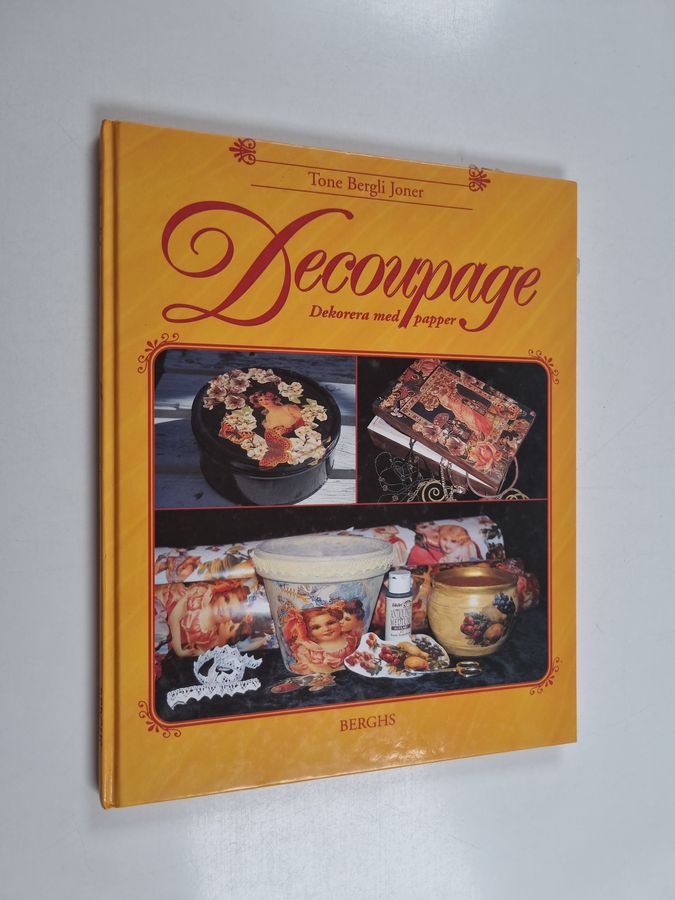 Tone Bergli Joner
Decoupage
Dekorera med papper
BERGHS